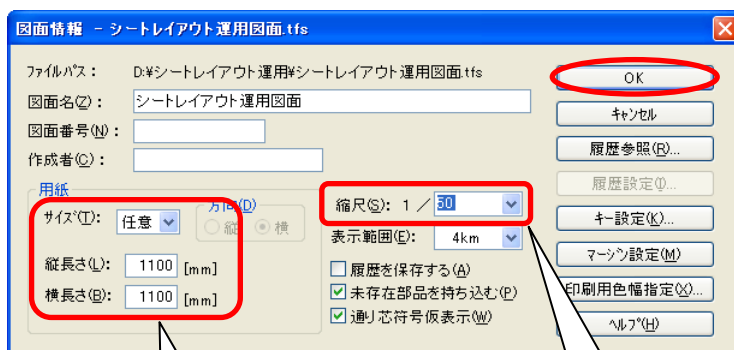 図面情報 - シートレイアウト運用図面.tfs
ファイルパス： D:¥シートレイアウト運用¥シートレイアウト運用図面.tfs
図面名(Z)： シートレイアウト運用図面
図面番号(N)：
作成者(C)：
用紙
サイズ(T)： 任意
方向(D)
縦 横
縦長さ(L)： 1100 [mm]
横長さ(B)： 1100 [mm]
縮尺(S)： 1 ／ 50
表示範囲(E)： 4km
履歴を保存する(A)
未存在部品を持ち込む(P)
通り芯符号仮表示(W)
OK
キャンセル
履歴参照(R)...
履歴設定(I)...
キー設定(K)...
マージン設定(M)
印刷用色幅指定(X)...
ヘルプ(H)